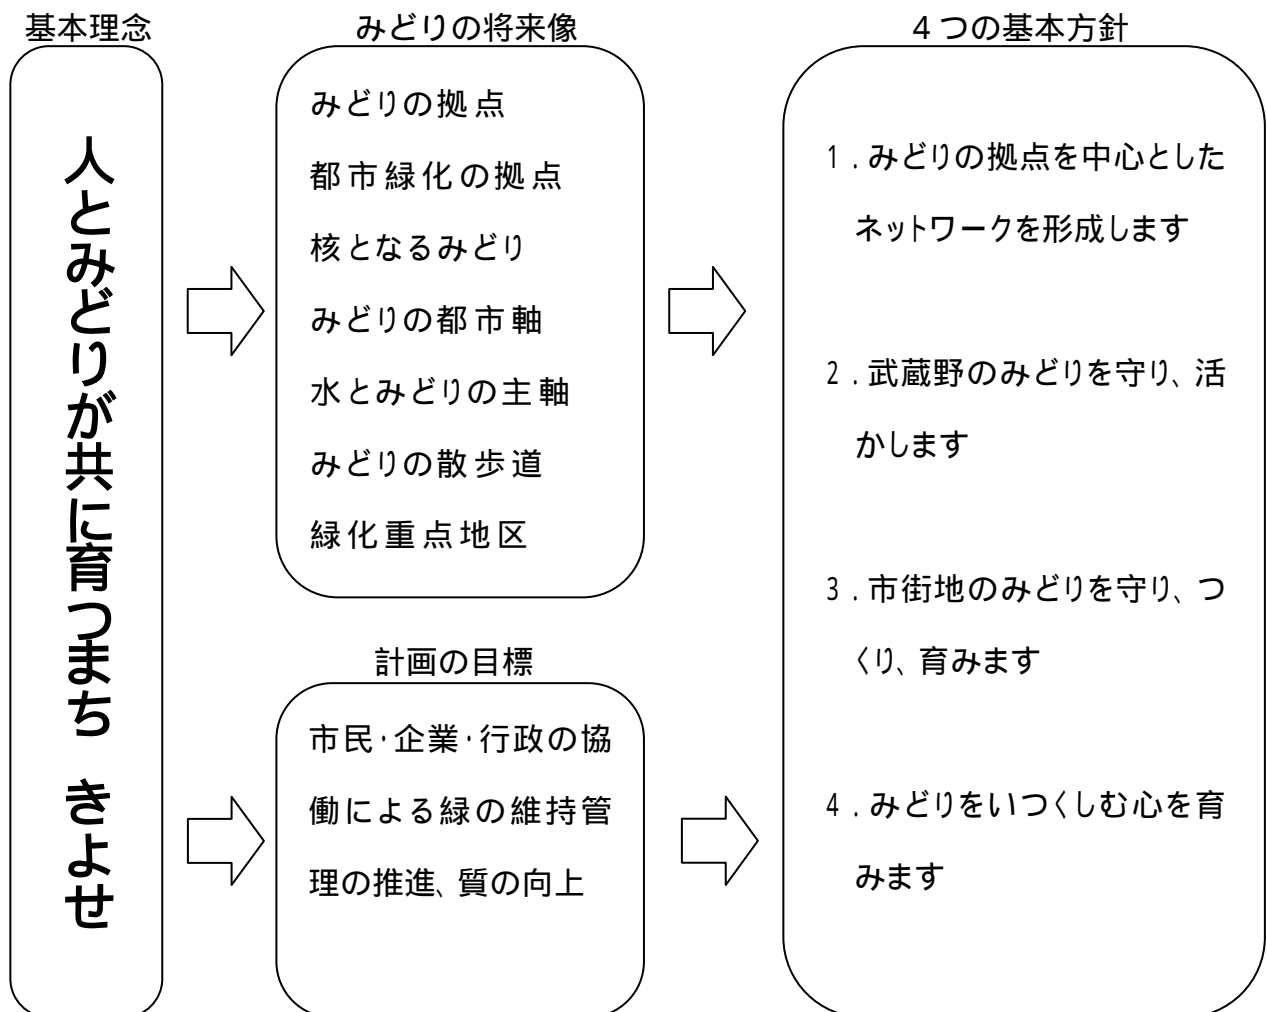 基本理念
人とみどりが共に育つまち きよせ
みどりの将来像
みどりの拠点
都市緑化の拠点
核となるみどり
みどりの都市軸
水とみどりの主軸
みどりの散歩道
緑化重点地区
計画の目標
市民・企業・行政の協
働による緑の維持管
理の推進、質の向上
４つの基本方針
１．みどりの拠点を中心とした
ネットワークを形成します
２．武蔵野のみどりを守り、活
かします
３．市街地のみどりを守り、つ
くり、育みます
４．みどりをいつくしむ心を育
みます